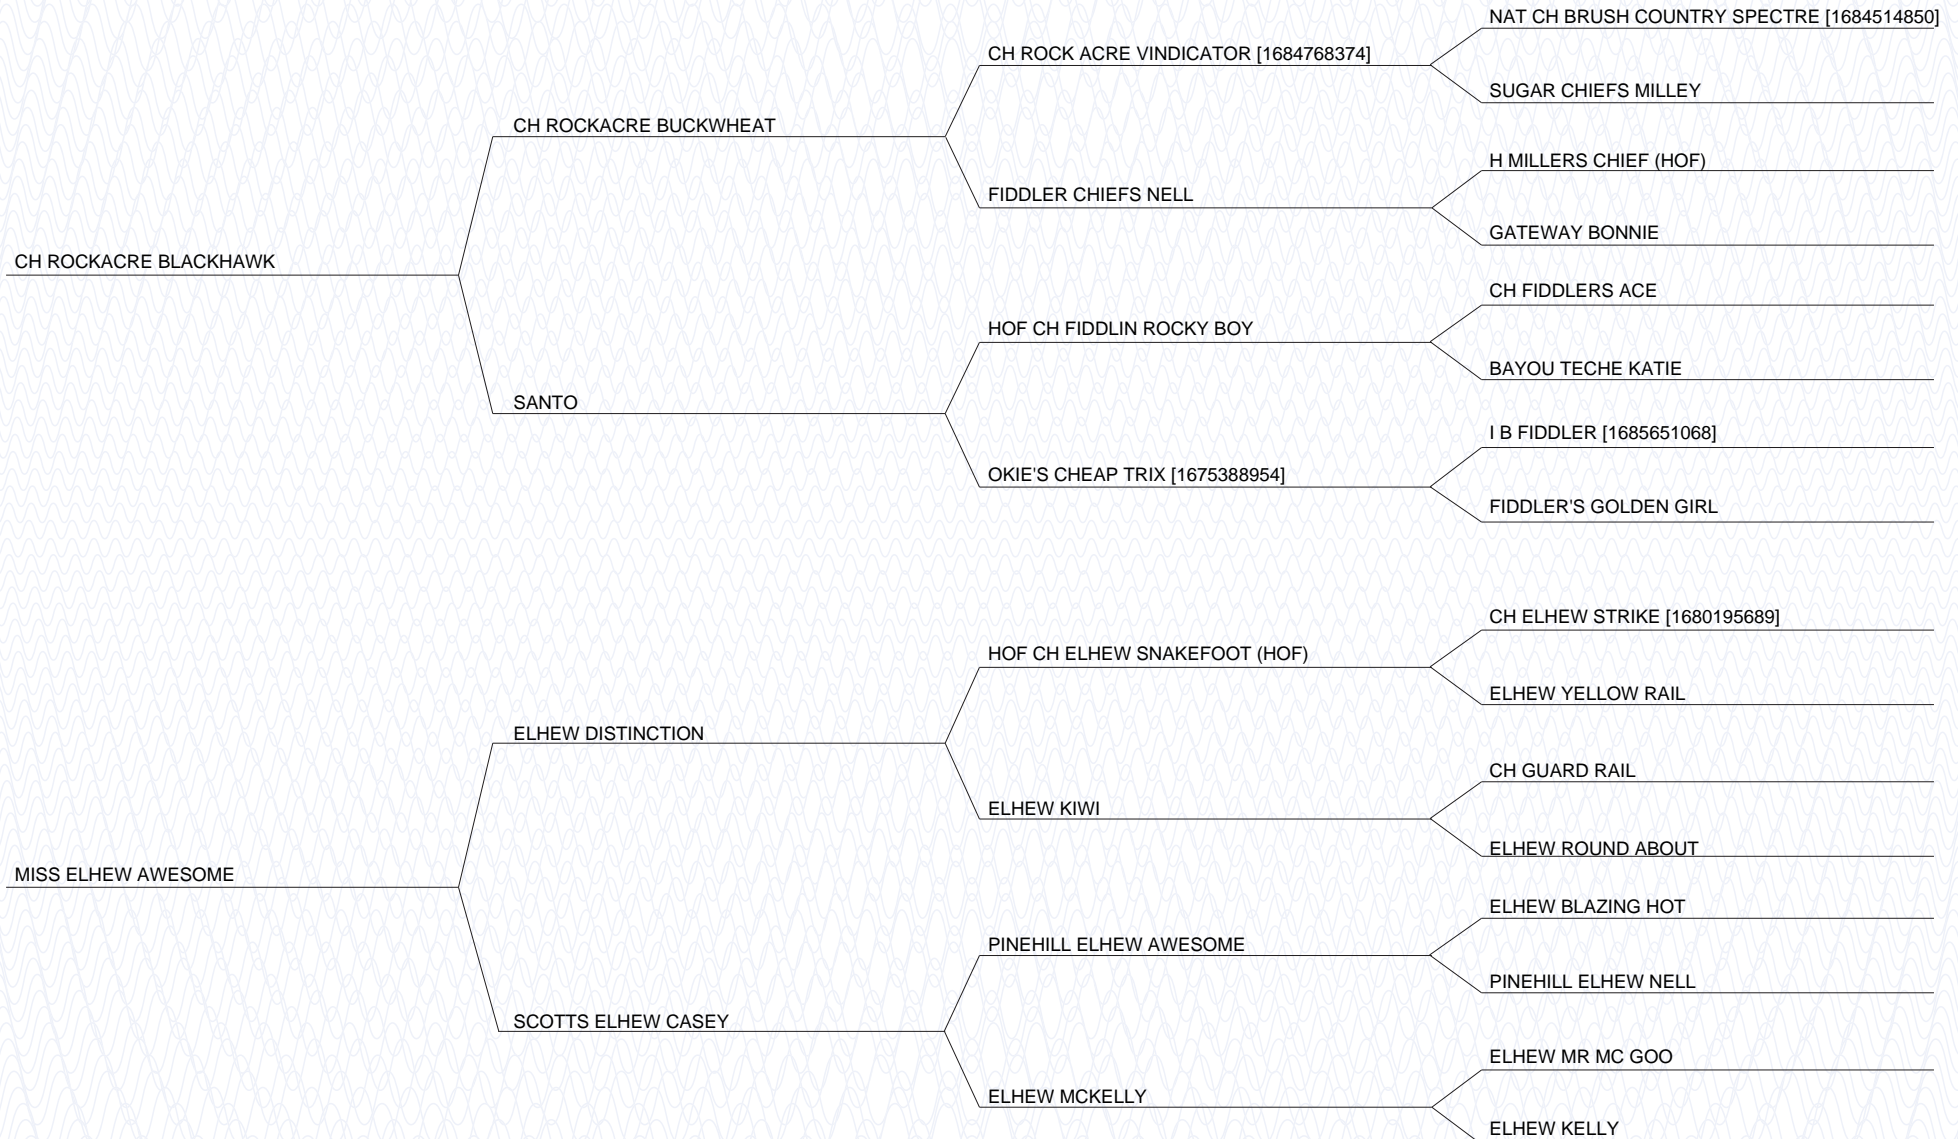 NAT CH BRUSH COUNTRY SPECTRE [1684514850]
CH ROCK ACRE VINDICATOR [1684768374]
SUGAR CHIEFS MILLEY
CH ROCKACRE BUCKWHEAT
H MILLERS CHIEF (HOF)
FIDDLER CHIEFS NELL
GATEWAY BONNIE
CH ROCKACRE BLACKHAWK
CH FIDDLERS ACE
HOF CH FIDDLIN ROCKY BOY
BAYOU TECHE KATIE
SANTO
I B FIDDLER [1685651068]
OKIE'S CHEAP TRIX [1675388954]
FIDDLER'S GOLDEN GIRL
CH ELHEW STRIKE [1680195689]
HOF CH ELHEW SNAKEFOOT (HOF)
ELHEW YELLOW RAIL
ELHEW DISTINCTION
CH GUARD RAIL
ELHEW KIWI
ELHEW ROUND ABOUT
MISS ELHEW AWESOME
ELHEW BLAZING HOT
PINEHILL ELHEW AWESOME
PINEHILL ELHEW NELL
SCOTTS ELHEW CASEY
ELHEW MR MC GOO
ELHEW MCKELLY
ELHEW KELLY